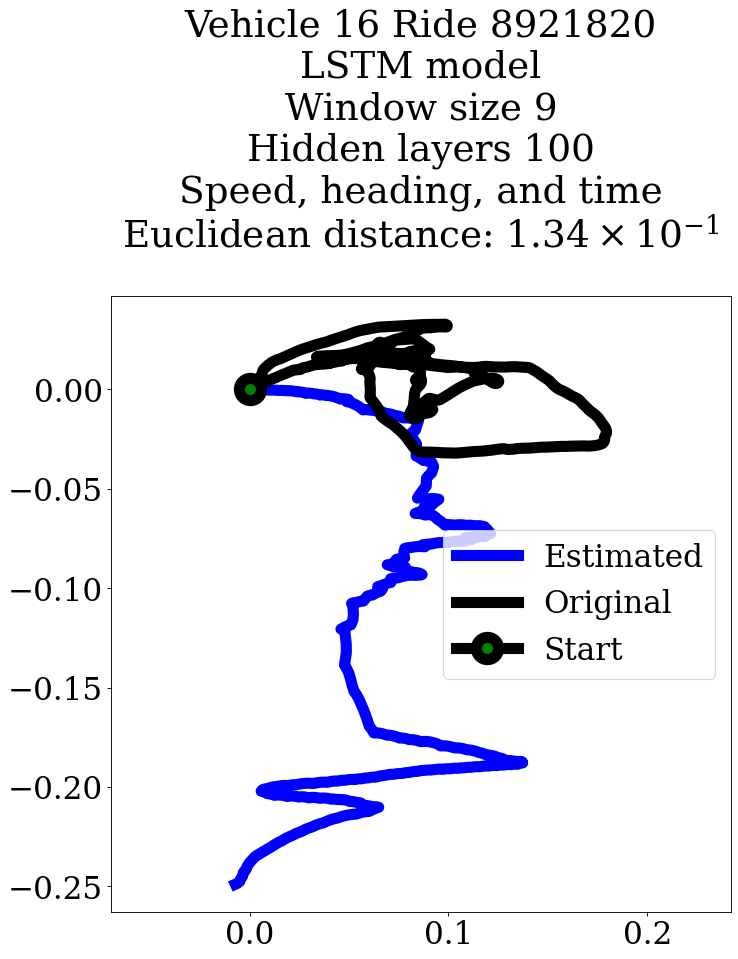 Vehicle 16 Ride 8921820
LSTM model
Window size 9
Hidden layers 100
Speed, heading, and time
Euclidean distance: 1.34 × 10⁻¹
0.00
−0.05
−0.10
−0.15
−0.20
−0.25
Estimated
Original
Start
0.0 0.1 0.2